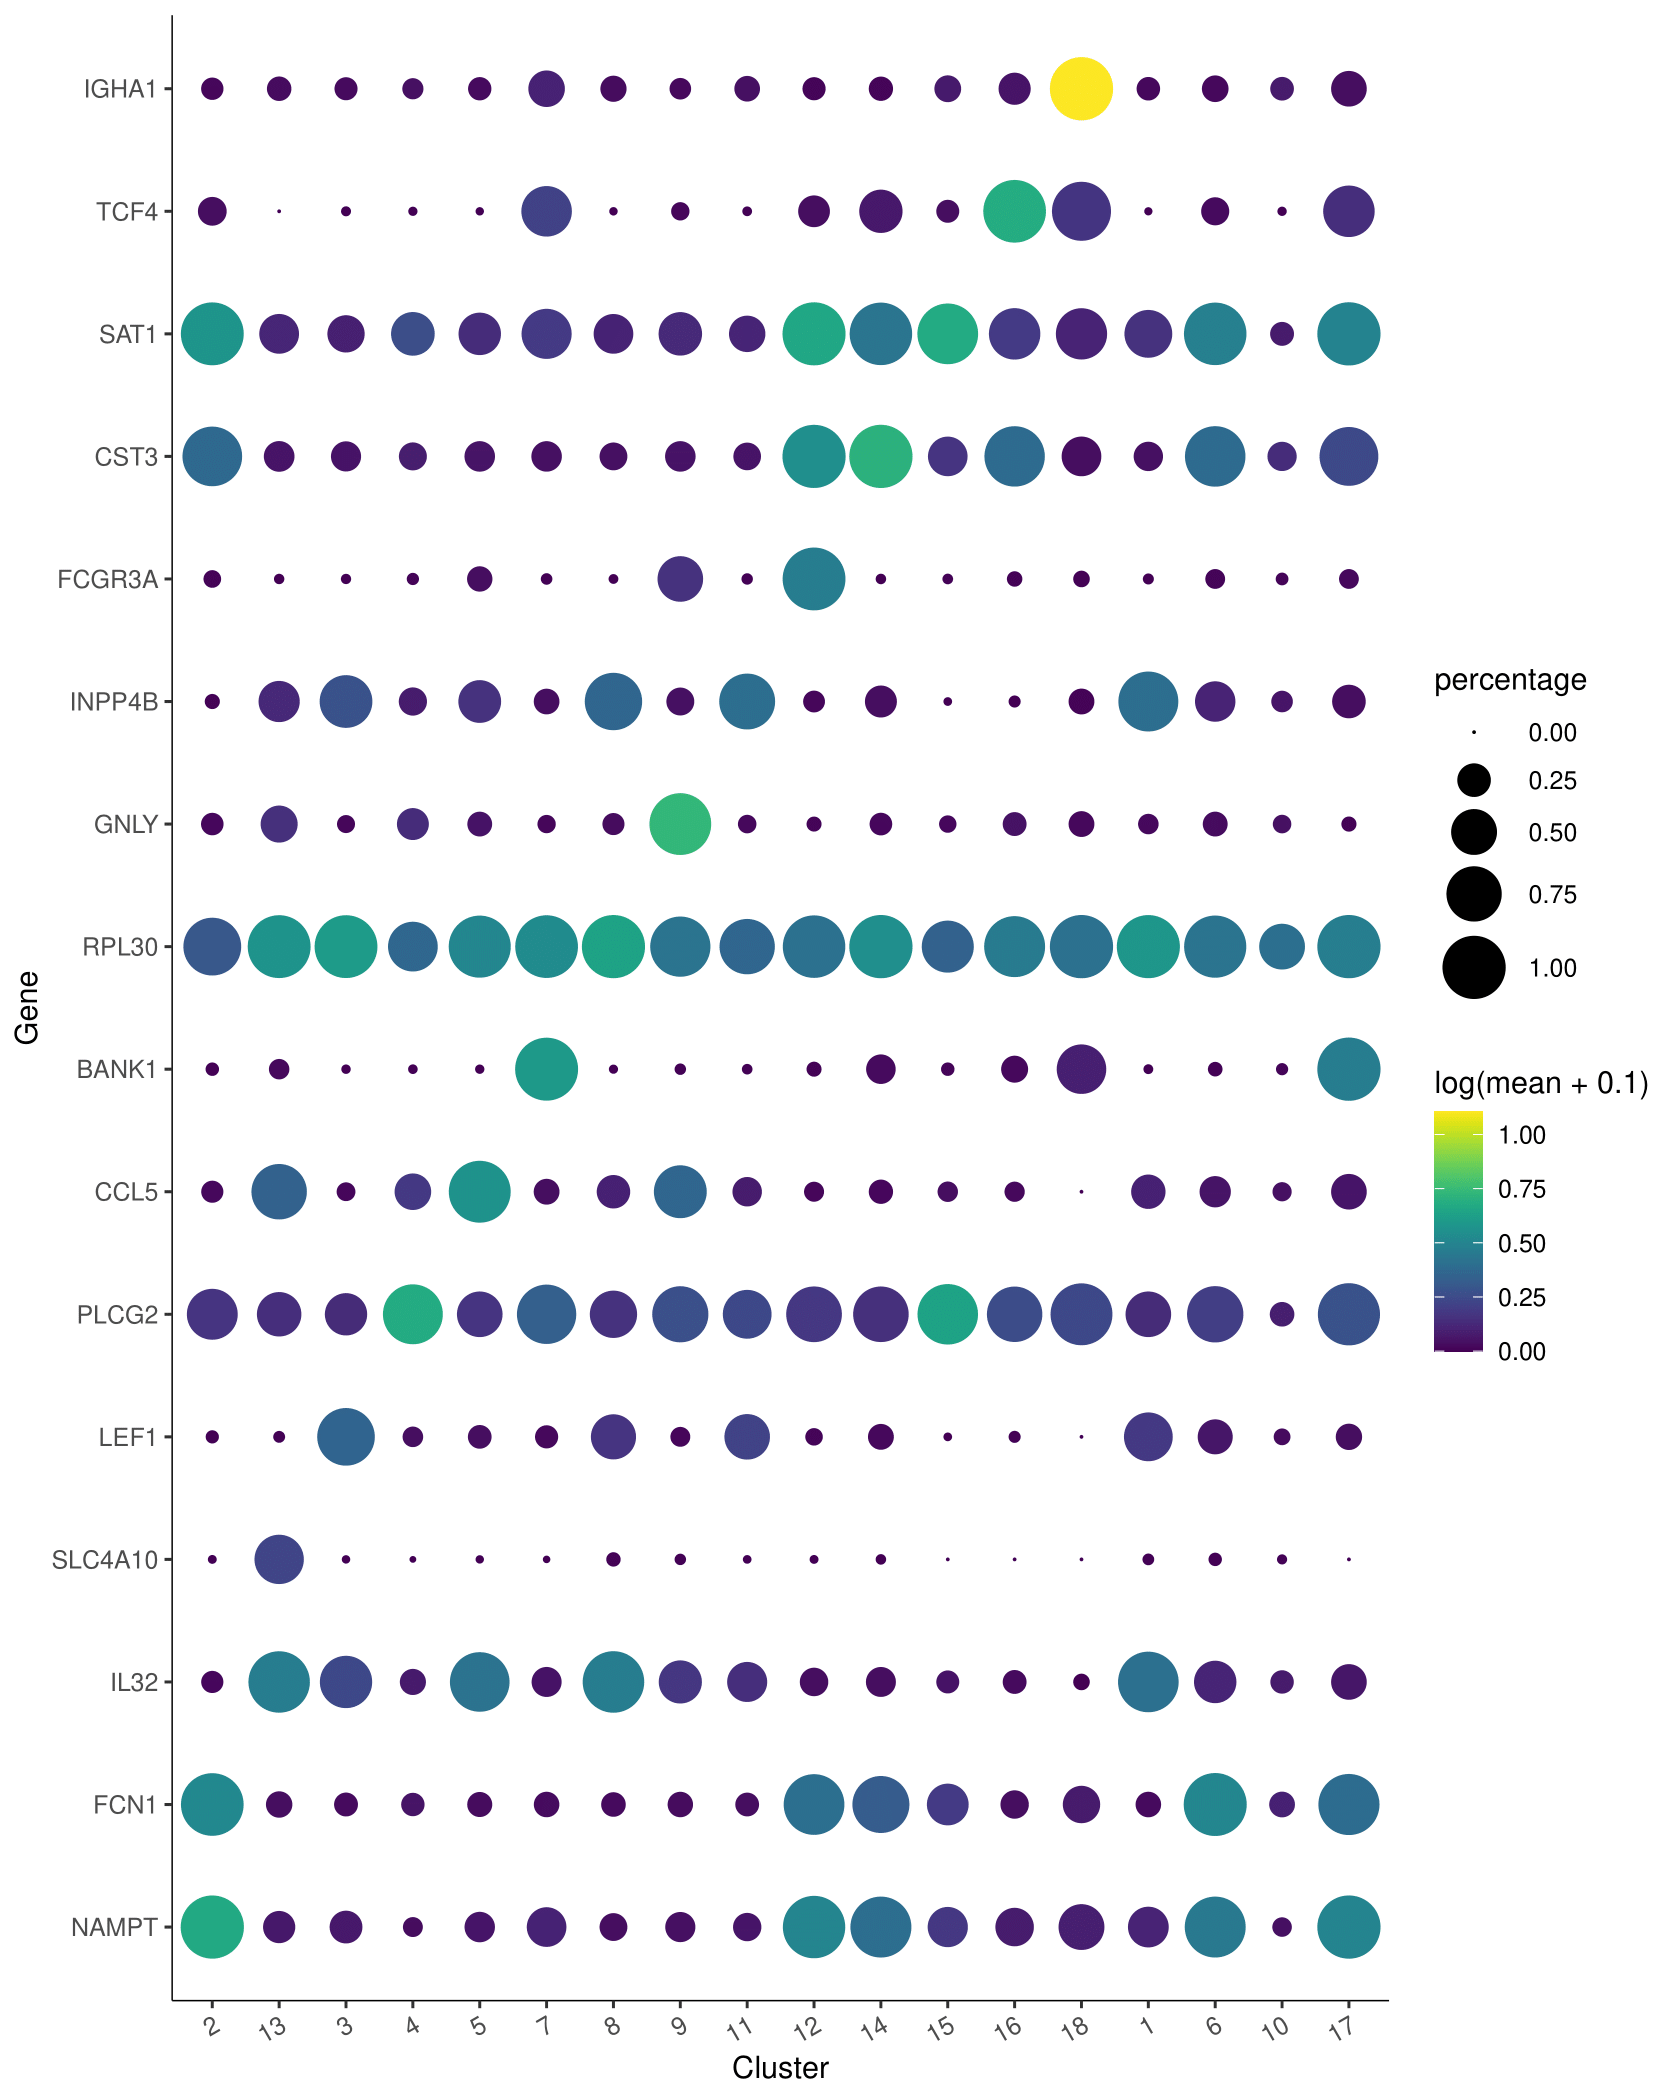 IGHA1
TCF4
SAT1
CST3
FCGR3A
INPP4B
GNLY
RPL30
BANK1
CCL5
PLCG2
LEF1
SLC4A10
IL32
FCN1
NAMPT
Gene
2 13 3 4 5 7 8 9 11 12 14 15 16 18 1 6 10 17
Cluster
percentage
0.00
0.25
0.50
0.75
1.00
log(mean + 0.1)
1.00
0.75
0.50
0.25
0.00